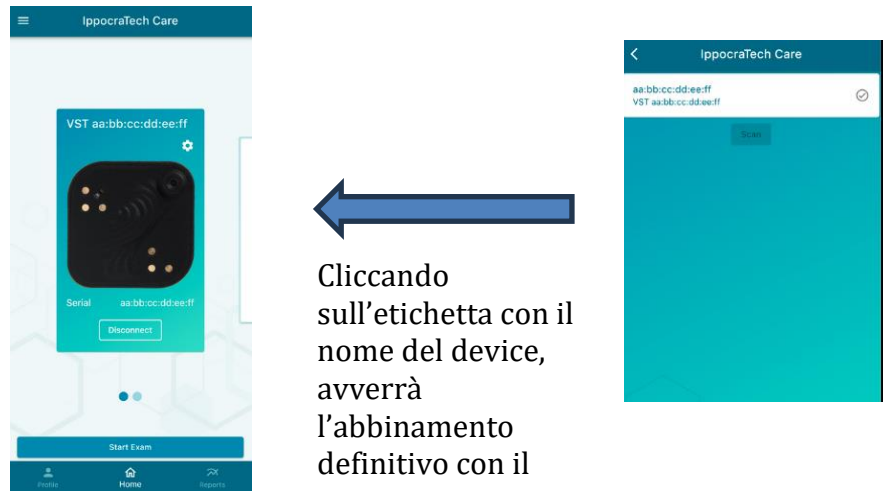 IppocraTech Care
VST aa:bb:cc:dd:ee:ff
Serial aa:bb:cc:dd:ee:ff
Disconnect
Start Exam
Profile Home Reports
Cliccando
sull’etichetta con il
nome del device,
avverrà
l’abbinamento
definitivo con il
IppocraTech Care
aa:bb:cc:dd:ee:ff
VST aa:bb:cc:dd:ee:ff
Scan